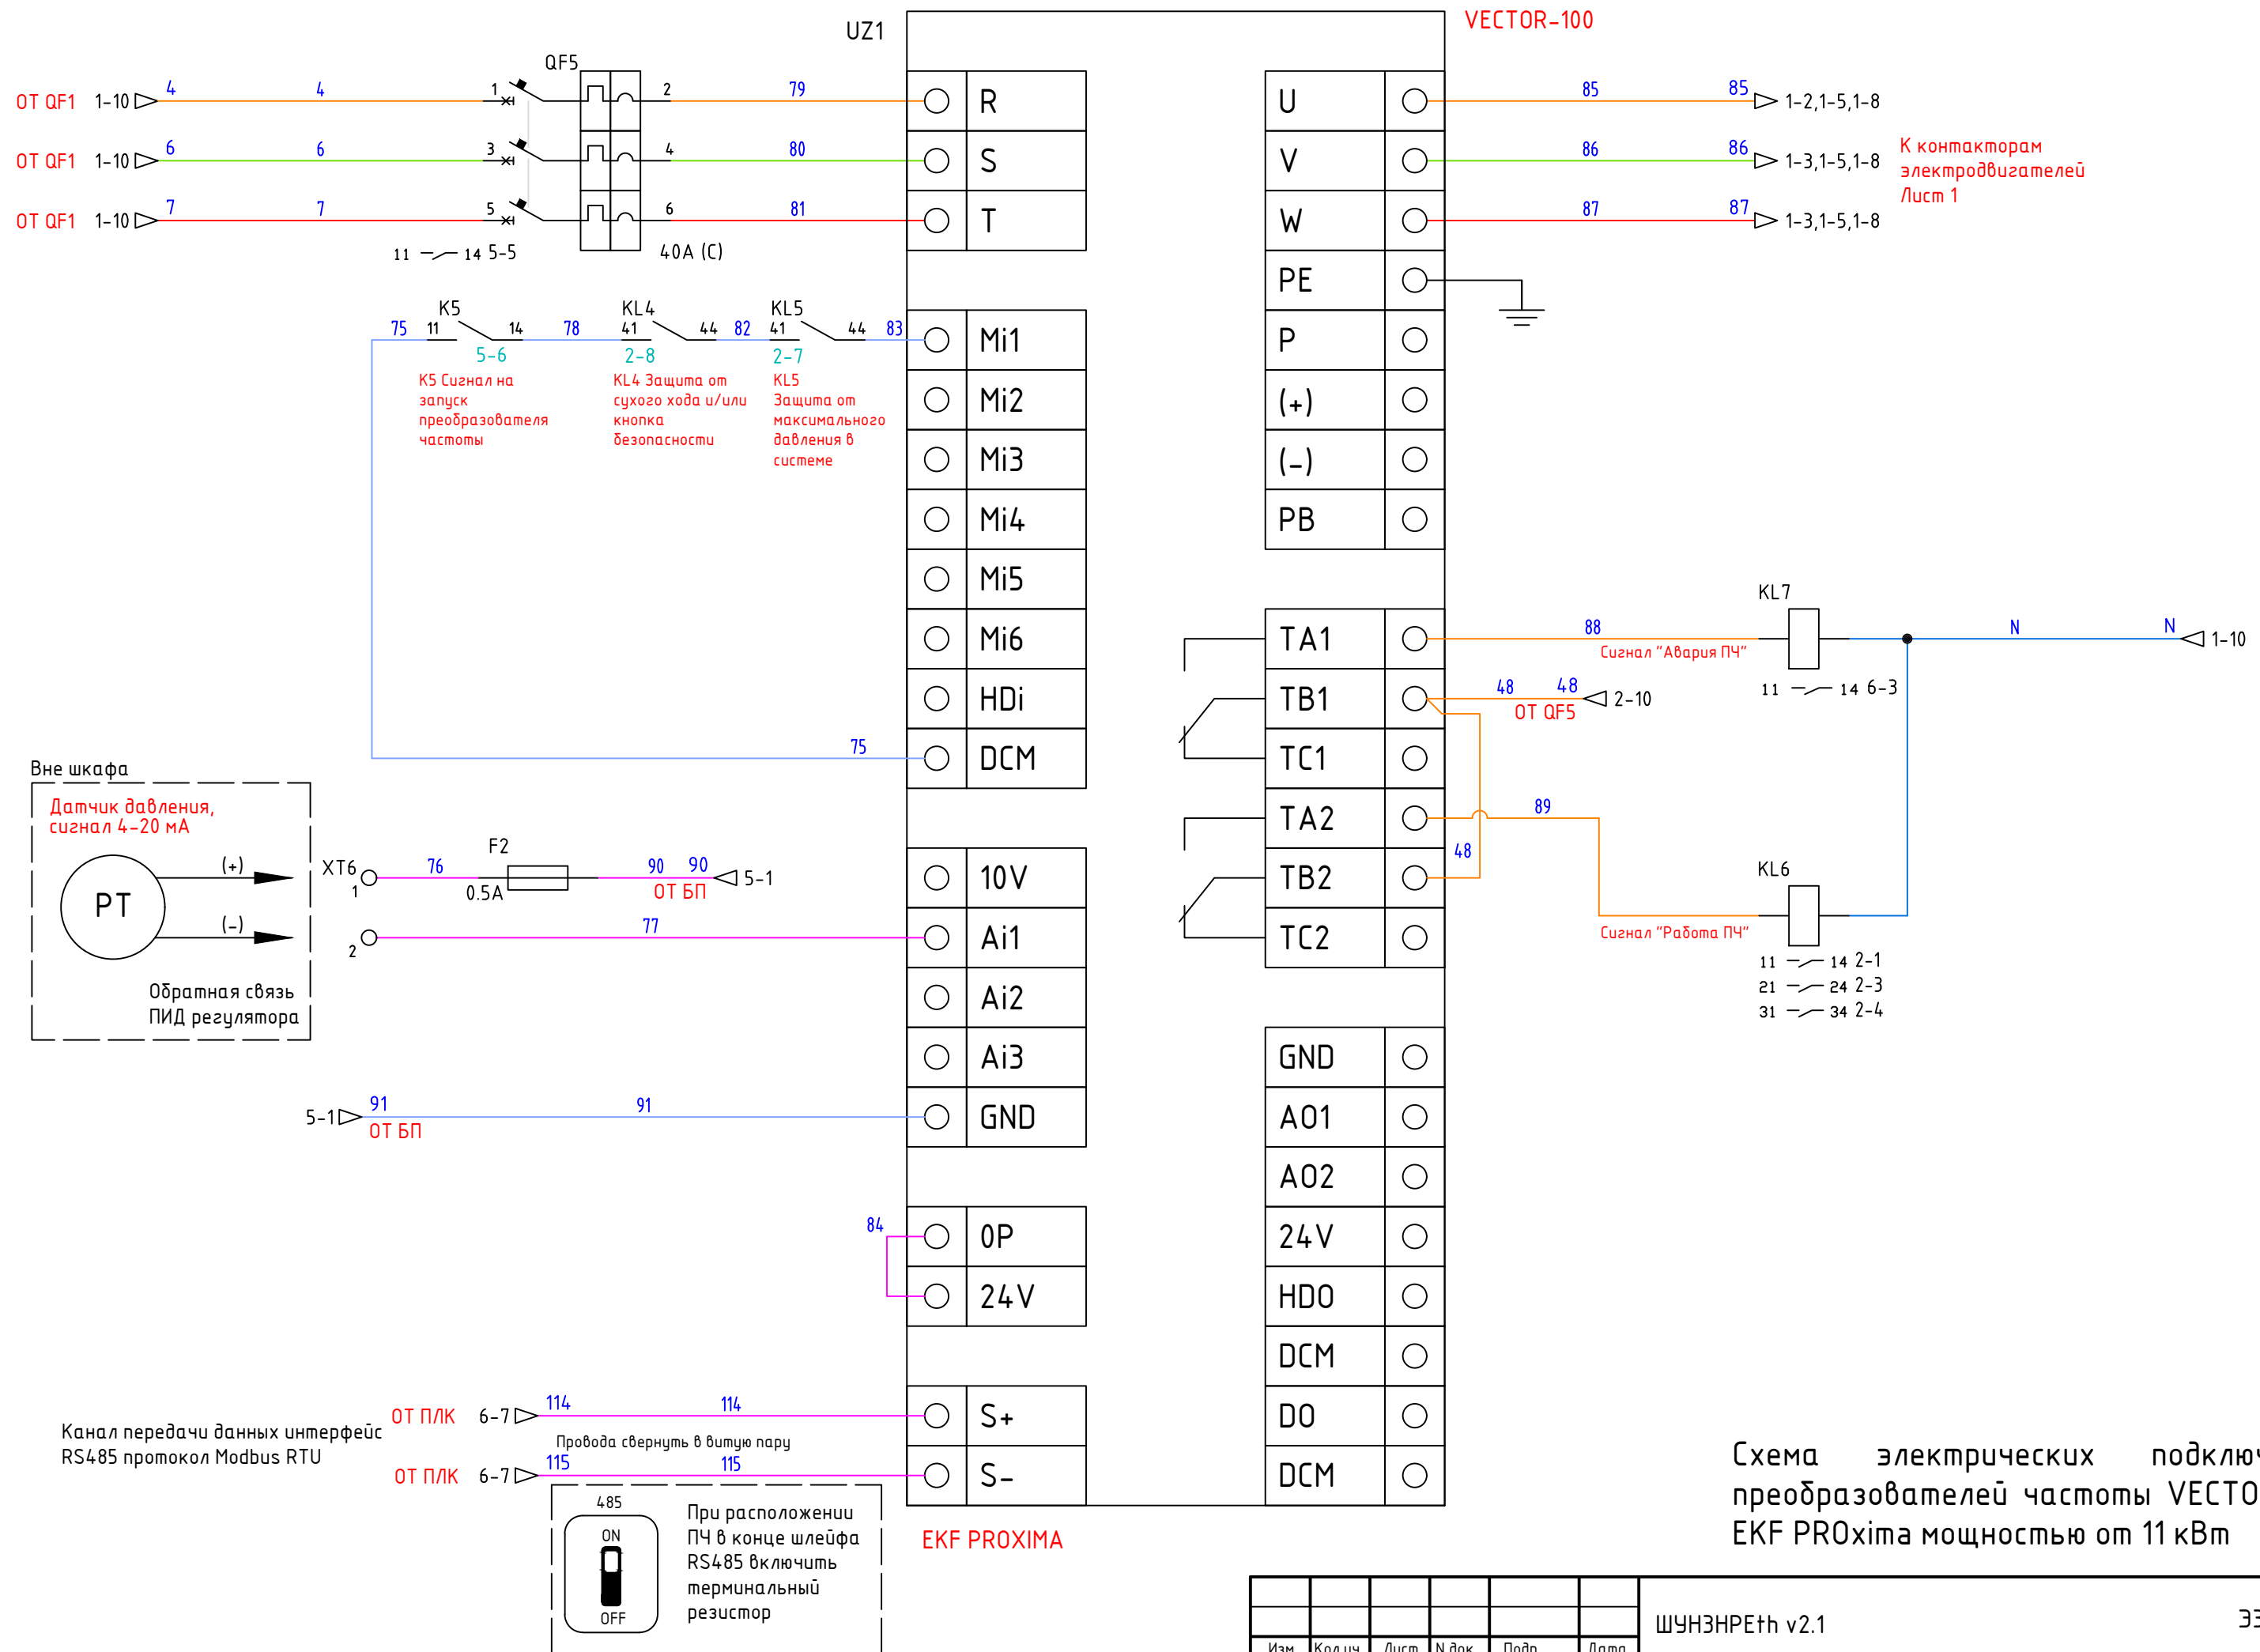 UZ1
VECTOR-100
QF5
ОТ QF1 1-10 4 4 1 2 79 R
ОТ QF1 1-10 6 6 3 4 80 S
ОТ QF1 1-10 7 7 5 6 81 T
11 14 5-5
40A (C)
U 85 85 1-2,1-5,1-8
V 86 86 1-3,1-5,1-8
W 87 87 1-3,1-5,1-8
К контакторам
электродвигателей
Лист 1
PE
P
(+)
(-)
PB
K5 KL4 KL5
75 11 14 78 41 44 82 41 44 83
5-6 2-8 2-7
K5 Сигнал на
запуск
преобразователя
частоты
KL4 Защита от
сухого хода и/или
кнопка
безопасности
KL5
Защита от
максимального
давления в
системе
Mi1
Mi2
Mi3
Mi4
Mi5
Mi6
HDi
75 DCM
TA1 88
Сигнал "Авария ПЧ"
KL7
N N 1-10
11 14 6-3
TB1 48 48 2-10
ОТ QF5
TC1
TA2 89
48
TB2
TC2
KL6
Сигнал "Работа ПЧ"
11 14 2-1
21 24 2-3
31 34 2-4
Вне шкафа
Датчик давления,
сигнал 4-20 мА
PT
(+)
(-)
Обратная связь
ПИД регулятора
XT6
1
2
76
F2
0.5A
90 90 5-1
ОТ БП
77
10V
Ai1
Ai2
Ai3
GND
5-1 91 91
ОТ БП
84
0P
24V
GND
AO1
AO2
24V
HDO
DCM
DO
DCM
Канал передачи данных интерфейс
RS485 протокол Modbus RTU
ОТ ПЛК 6-7 114 114 S+
Провода свернуть в витую пару
ОТ ПЛК 6-7 115 115 S-
485
ON
OFF
При расположении
ПЧ в конце шлейфа
RS485 включить
терминальный
резистор
EKF PROXIMA
Схема электрических подключ
преобразователей частоты VECTO
EKF PROxima мощностью от 11 кВт
ШУН3НРЕth v2.1
ЭЭ
Изм. Кол.уч. Лист N док. Подп. Дата